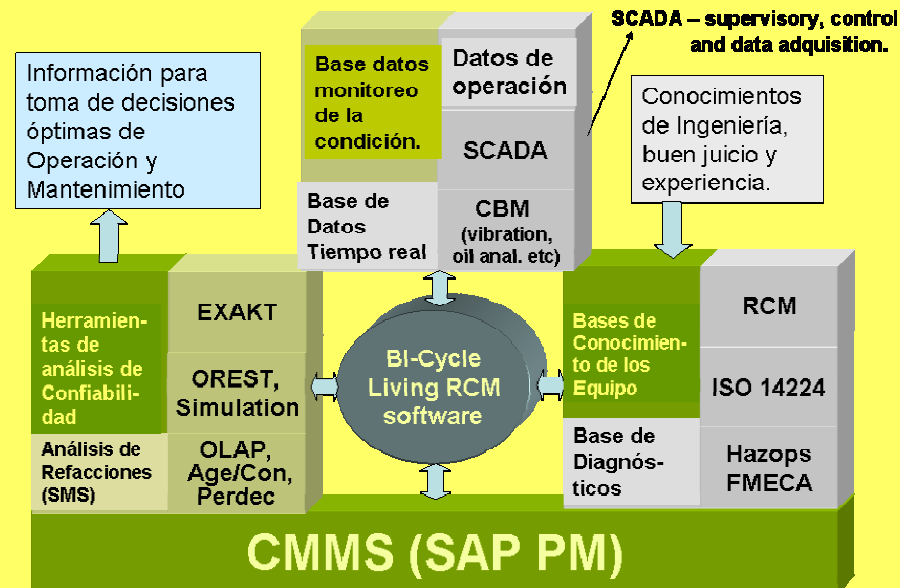 SCADA – supervisory, control
and data adquisition.
Información para
toma de decisiones
óptimas de
Operación y
Mantenimiento
Base datos
monitoreo
de la
condición.
Datos de
operación
SCADA
Base de
Datos
Tiempo real
CBM
(vibration,
oil anal. etc)
Conocimientos
de Ingeniería,
buen juicio y
experiencia.
Herramien-
tas de
análisis de
Confiabili-
dad
EXAKT
OREST,
Simulation
Análisis de
Refacciones
(SMS)
OLAP,
Age/Con,
Perdec
BI-Cycle
Living RCM
software
Bases de
Conocimien-
to de los
Equipo
RCM
ISO 14224
Base de
Diagnós-
ticos
Hazops
FMECA
CMMS (SAP PM)